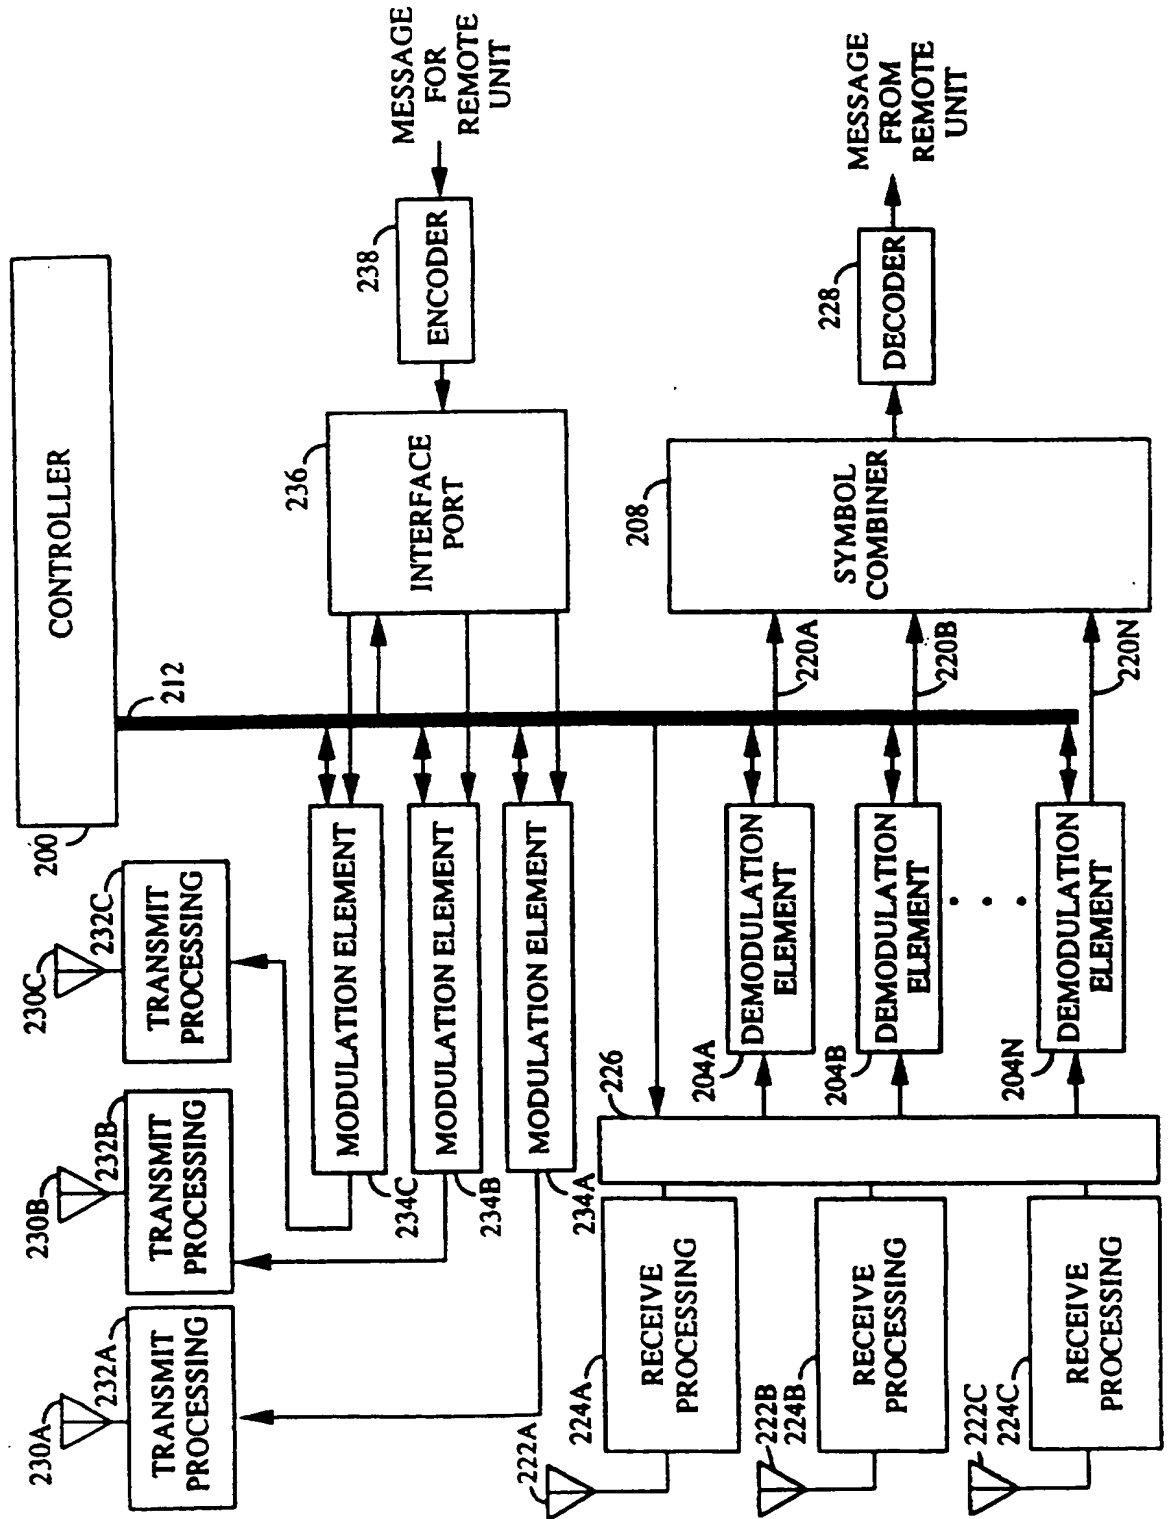 230A
232A
TRANSMIT
PROCESSING
230B
232B
TRANSMIT
PROCESSING
230C
232C
TRANSMIT
PROCESSING
200
CONTROLLER
212
MODULATION ELEMENT
234C
MODULATION ELEMENT
234B
MODULATION ELEMENT
234A
236
INTERFACE
PORT
238
ENCODER
MESSAGE
FOR
REMOTE
UNIT
222A
224A
RECEIVE
PROCESSING
222B
224B
RECEIVE
PROCESSING
222C
224C
RECEIVE
PROCESSING
226
204A
DEMODULATION
ELEMENT
220A
204B
DEMODULATION
ELEMENT
220B
204N
DEMODULATION
ELEMENT
220N
208
SYMBOL
COMBINER
228
DECODER
MESSAGE
FROM
REMOTE
UNIT